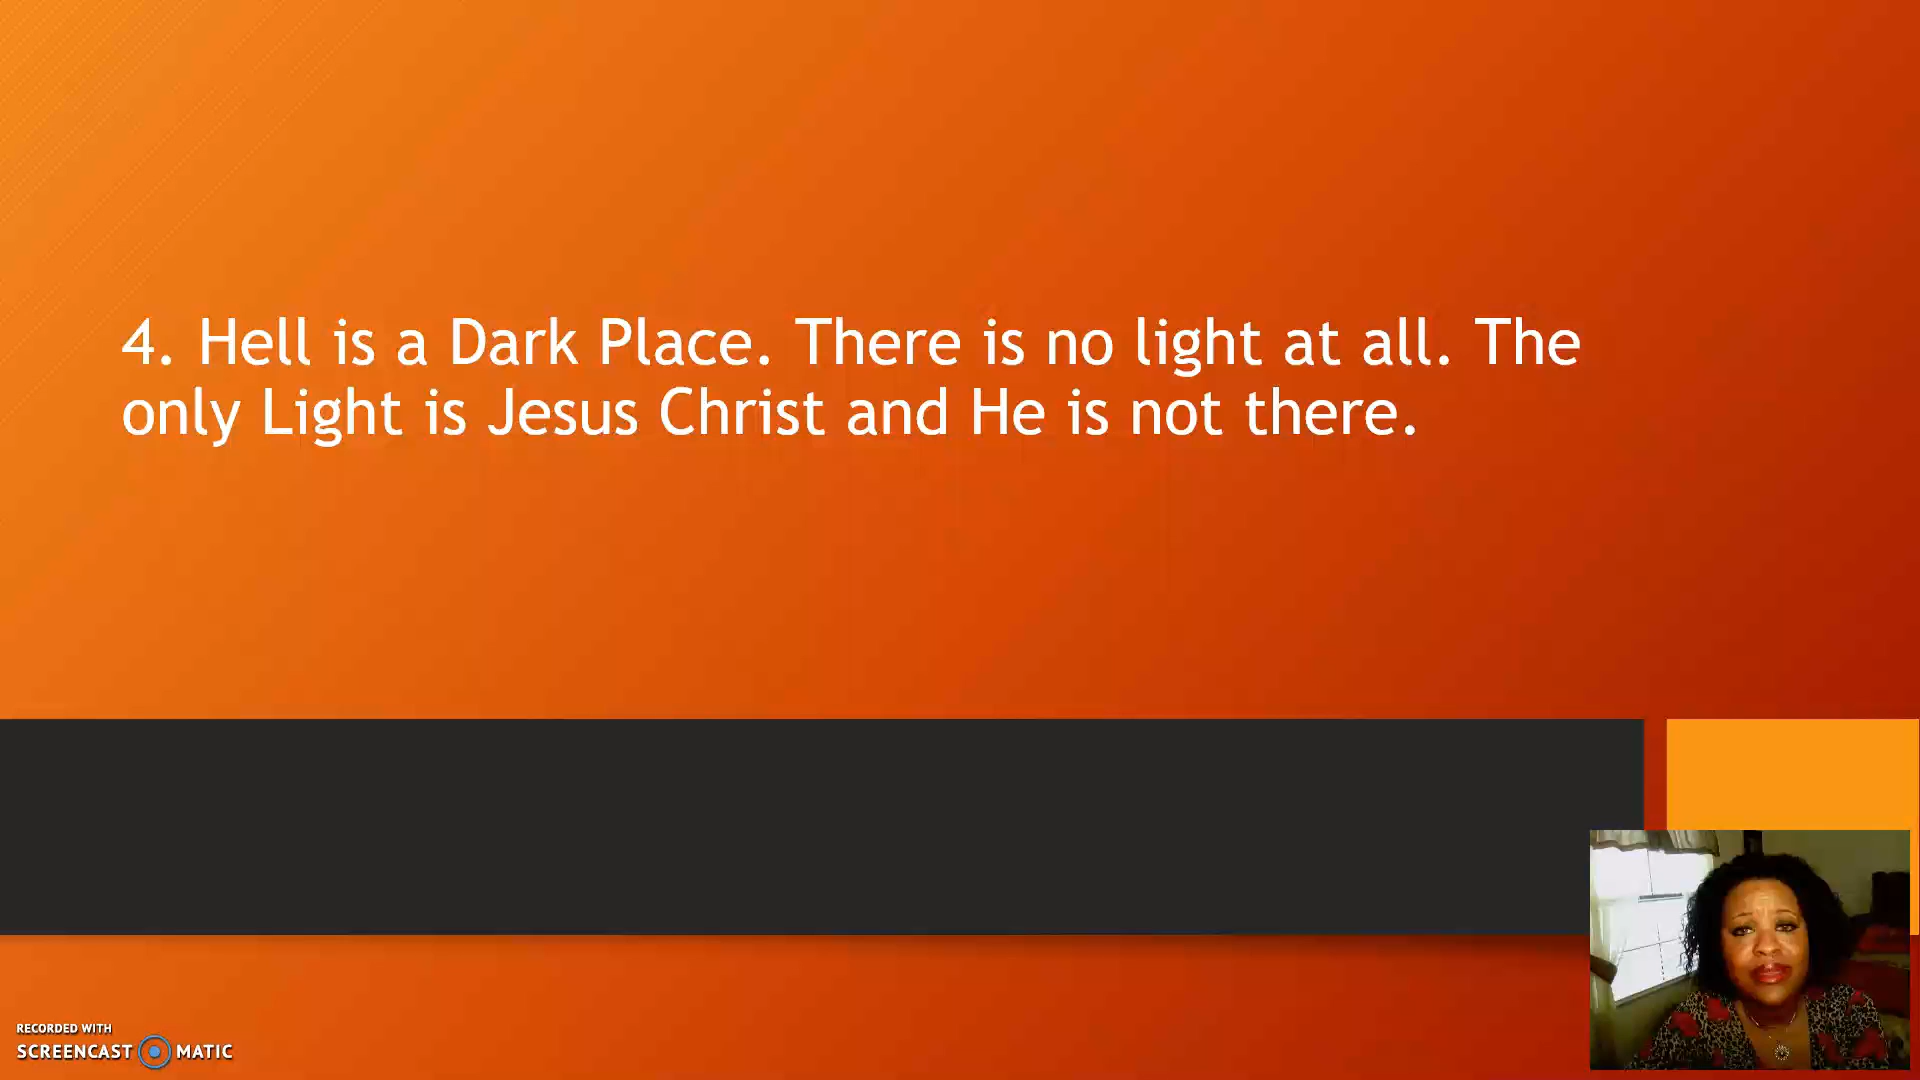 4. Hell is a Dark Place. There is no light at all. The
only Light is Jesus Christ and He is not there.
RECORDED WITH
SCREENCAST MATIC